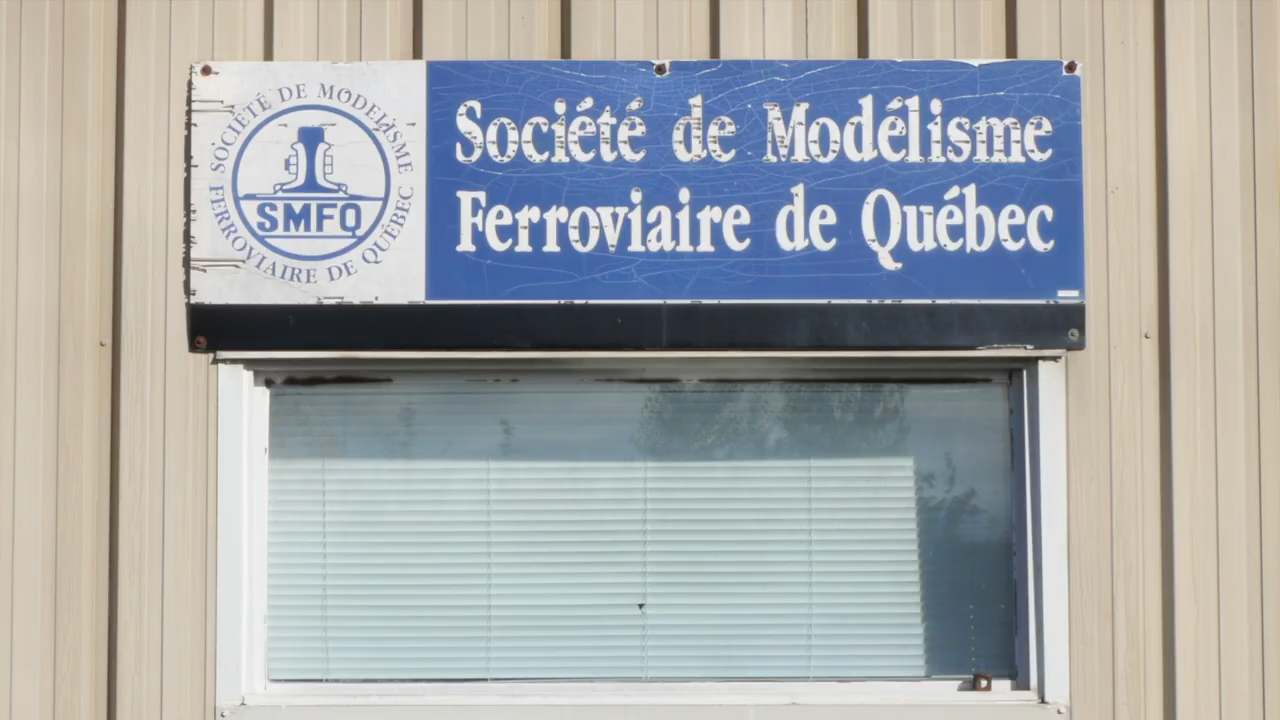 SOCIÉTÉ DE MODÉLISME
FERROVIAIRE DE QUÉBEC
SMFQ
Société de Modélisme
Ferroviaire de Québec